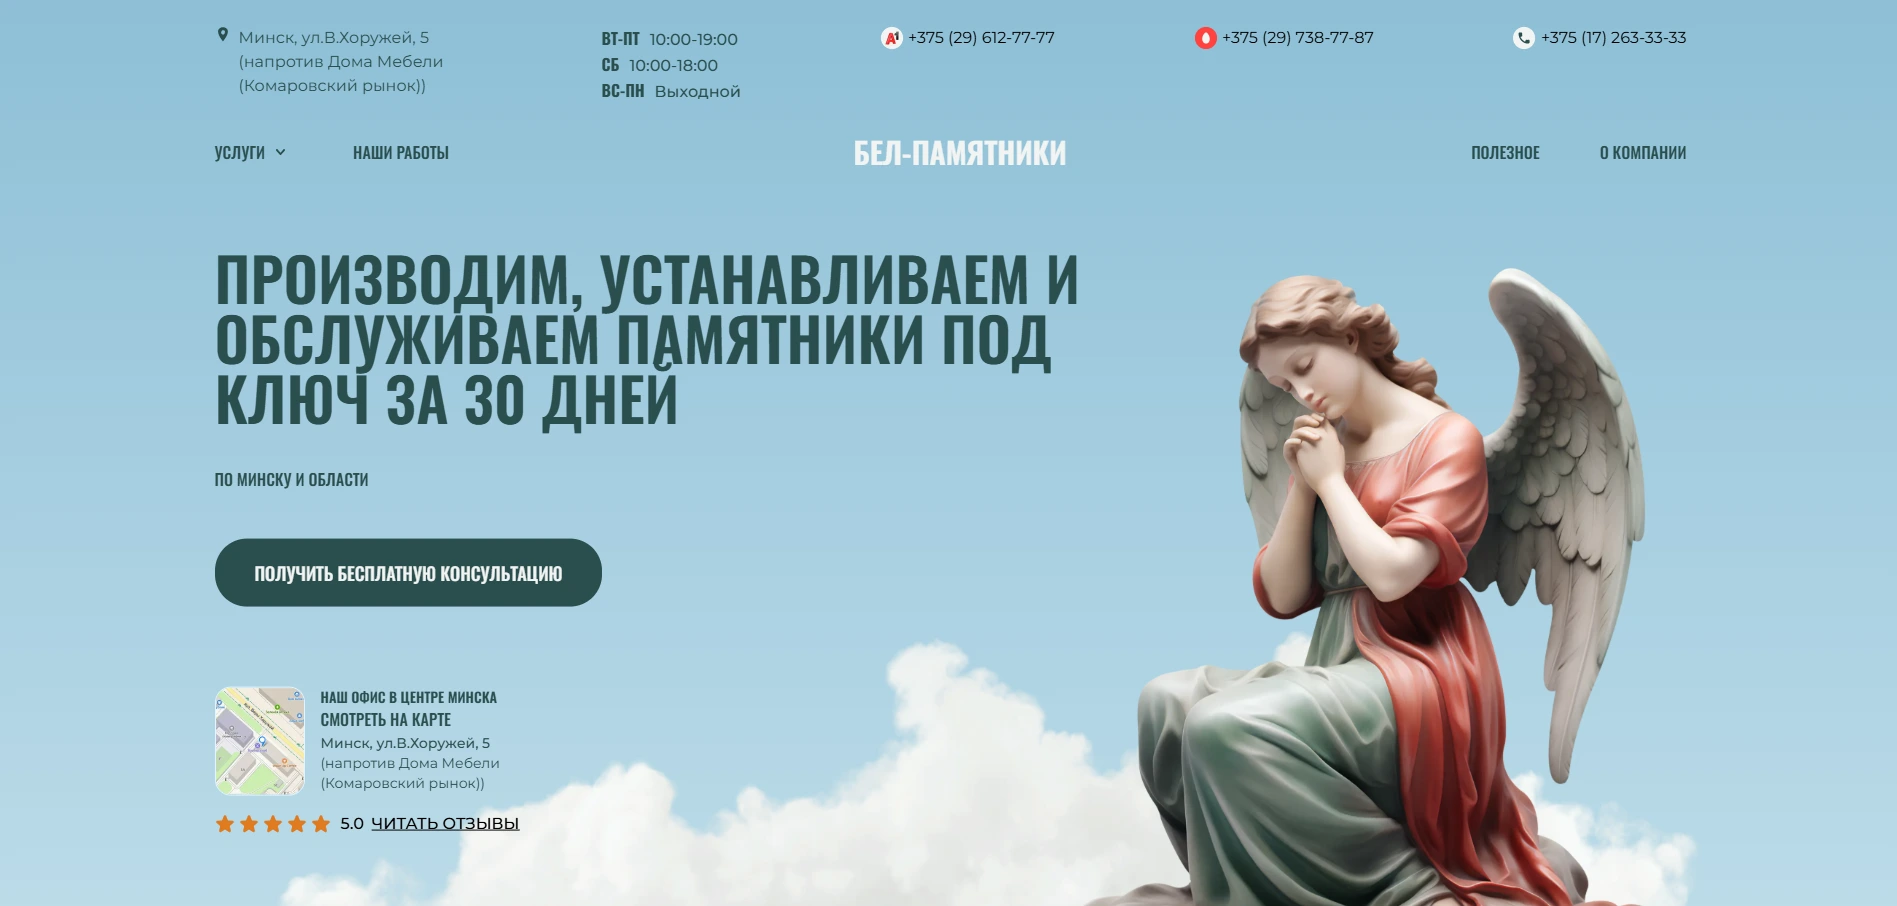 Минск, ул.В.Хоружей, 5
(напротив Дома Мебели
(Комаровский рынок))
ВТ-ПТ 10:00-19:00
СБ 10:00-18:00
ВС-ПН Выходной
+375 (29) 612-77-77
+375 (29) 738-77-87
+375 (17) 263-33-33
УСЛУГИ
НАШИ РАБОТЫ
БЕЛ-ПАМЯТНИКИ
ПОЛЕЗНОЕ
О КОМПАНИИ
ПРОИЗВОДИМ, УСТАНАВЛИВАЕМ И
ОБСЛУЖИВАЕМ ПАМЯТНИКИ ПОД
КЛЮЧ ЗА 30 ДНЕЙ
ПО МИНСКУ И ОБЛАСТИ
ПОЛУЧИТЬ БЕСПЛАТНУЮ КОНСУЛЬТАЦИЮ
НАШ ОФИС В ЦЕНТРЕ МИНСКА
СМОТРЕТЬ НА КАРТЕ
Минск, ул.В.Хоружей, 5
(напротив Дома Мебели
(Комаровский рынок))
5.0 ЧИТАТЬ ОТЗЫВЫ